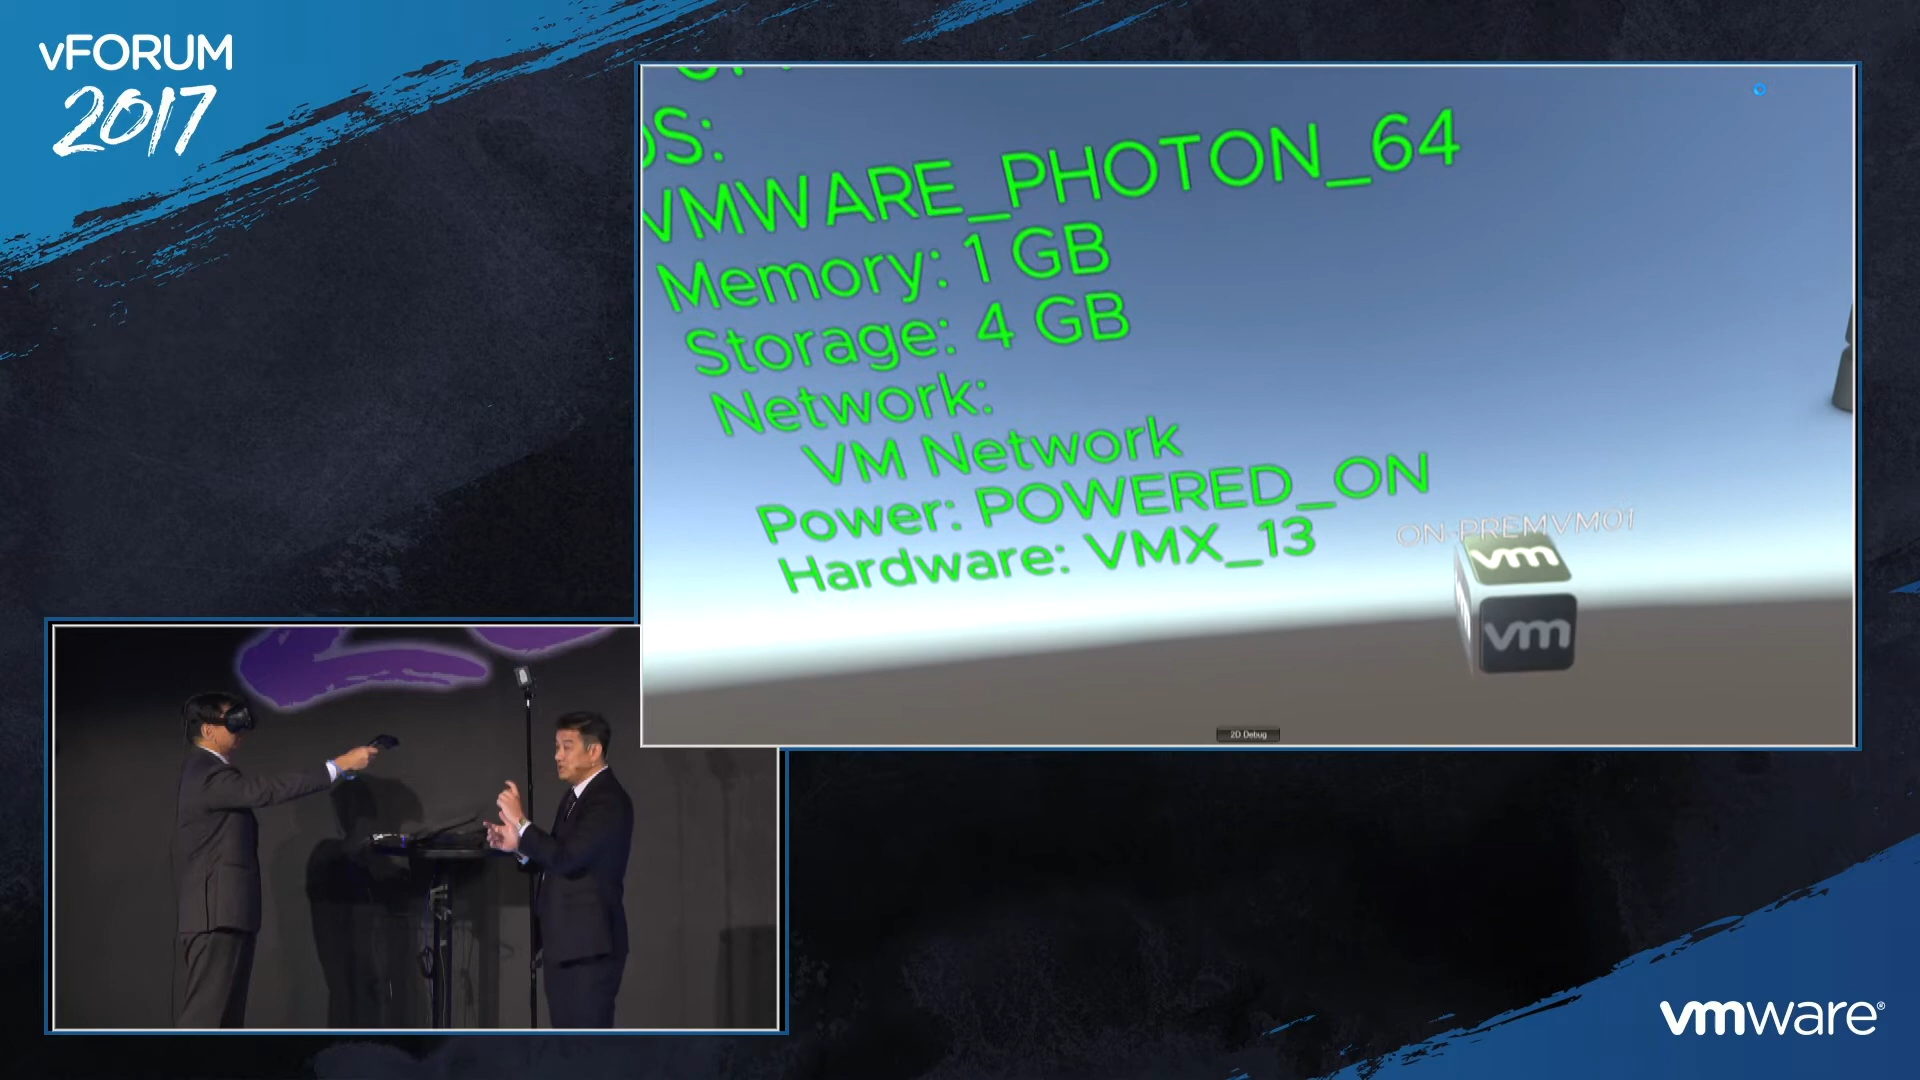 vFORUM
2017
OS:
VMWARE_PHOTON_64
Memory: 1 GB
Storage: 4 GB
Network:
VM Network
Power: POWERED_ON
Hardware: VMX_13
ON-PREMVM01
vm
vm
2D Debug
vmware®